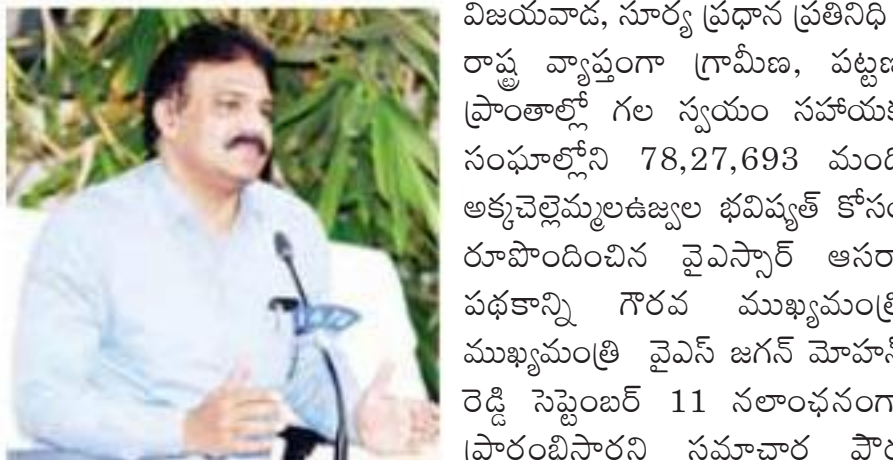 విజయవాడ, సూర్య ప్రధాన ప్రతినిధి
రాష్ట్ర వ్యాప్తంగా గ్రామీణ, పట్టణ
ప్రాంతాల్లో గల స్వయం సహాయక
సంఘాల్లోని 78,27,693 మంది
అక్కచెల్లెమ్మలఉజ్వల భవిష్యత్ కోసం
రూపొందించిన వైఎస్సార్ ఆసరా
పథకాన్ని గౌరవ ముఖ్యమంత్రి
ముఖ్యమంత్రి వైఎస్ జగన్ మోహన్
రెడ్డి సెప్టెంబర్ 11 నలాంఛనంగా
ప్రారంభిసారని సమాచార పౌర